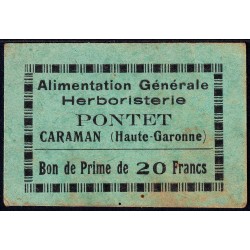 Alimentation Générale
Herboristerie
PONTET
CARAMAN (Haute-Garonne)
Bon de Prime de 20 Francs